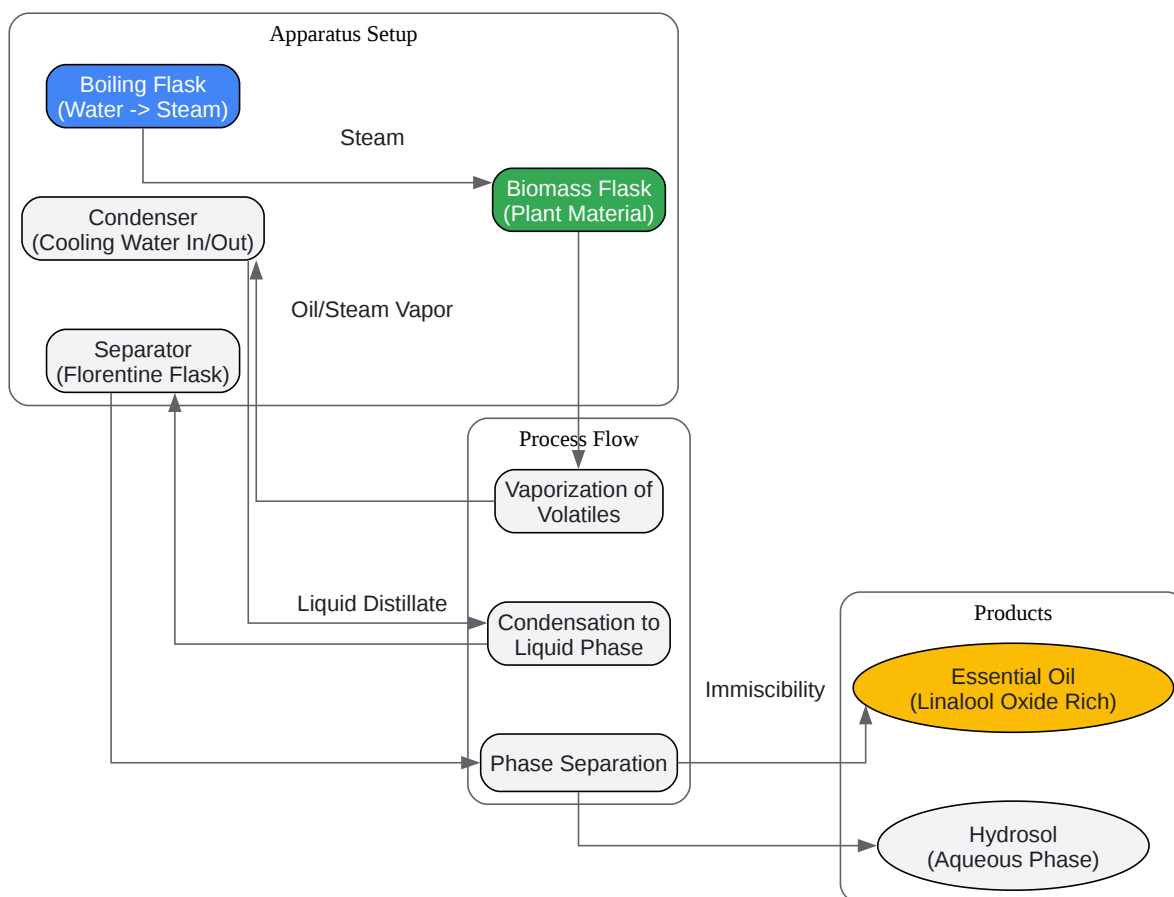 Apparatus Setup
Boiling Flask
(Water -> Steam)
Steam
Biomass Flask
(Plant Material)
Condenser
(Cooling Water In/Out)
Oil/Steam Vapor
Separator
(Florentine Flask)
Process Flow
Vaporization of
Volatiles
Liquid Distillate
Condensation to
Liquid Phase
Immiscibility
Phase Separation
Products
Essential Oil
(Linalool Oxide Rich)
Hydrosol
(Aqueous Phase)